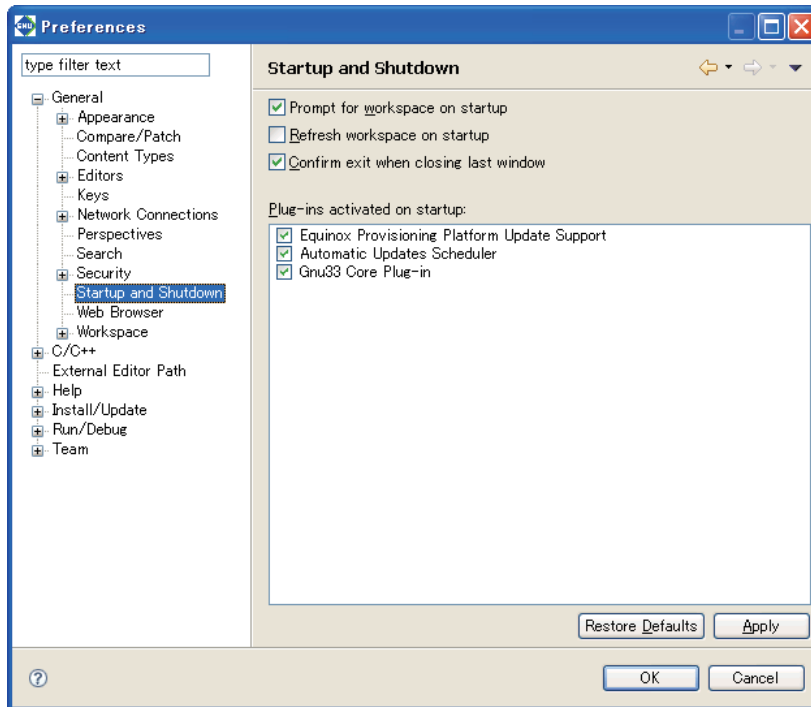 GNU Preferences
type filter text
General
Appearance
Compare/Patch
Content Types
Editors
Keys
Network Connections
Perspectives
Search
Security
Startup and Shutdown
Web Browser
Workspace
C/C++
External Editor Path
Help
Install/Update
Run/Debug
Team
Startup and Shutdown
Prompt for workspace on startup
Refresh workspace on startup
Confirm exit when closing last window
Plug-ins activated on startup:
Equinox Provisioning Platform Update Support
Automatic Updates Scheduler
Gnu33 Core Plug-in
Restore Defaults Apply
? OK Cancel